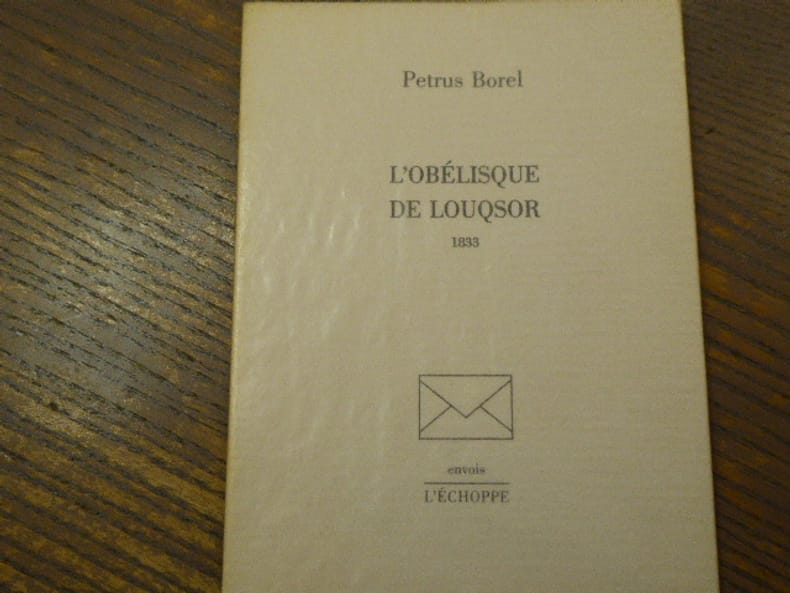 Petrus Borel
L'OBÉLISQUE
DE LOUQSOR
1833
envois
L'ÉCHOPPE